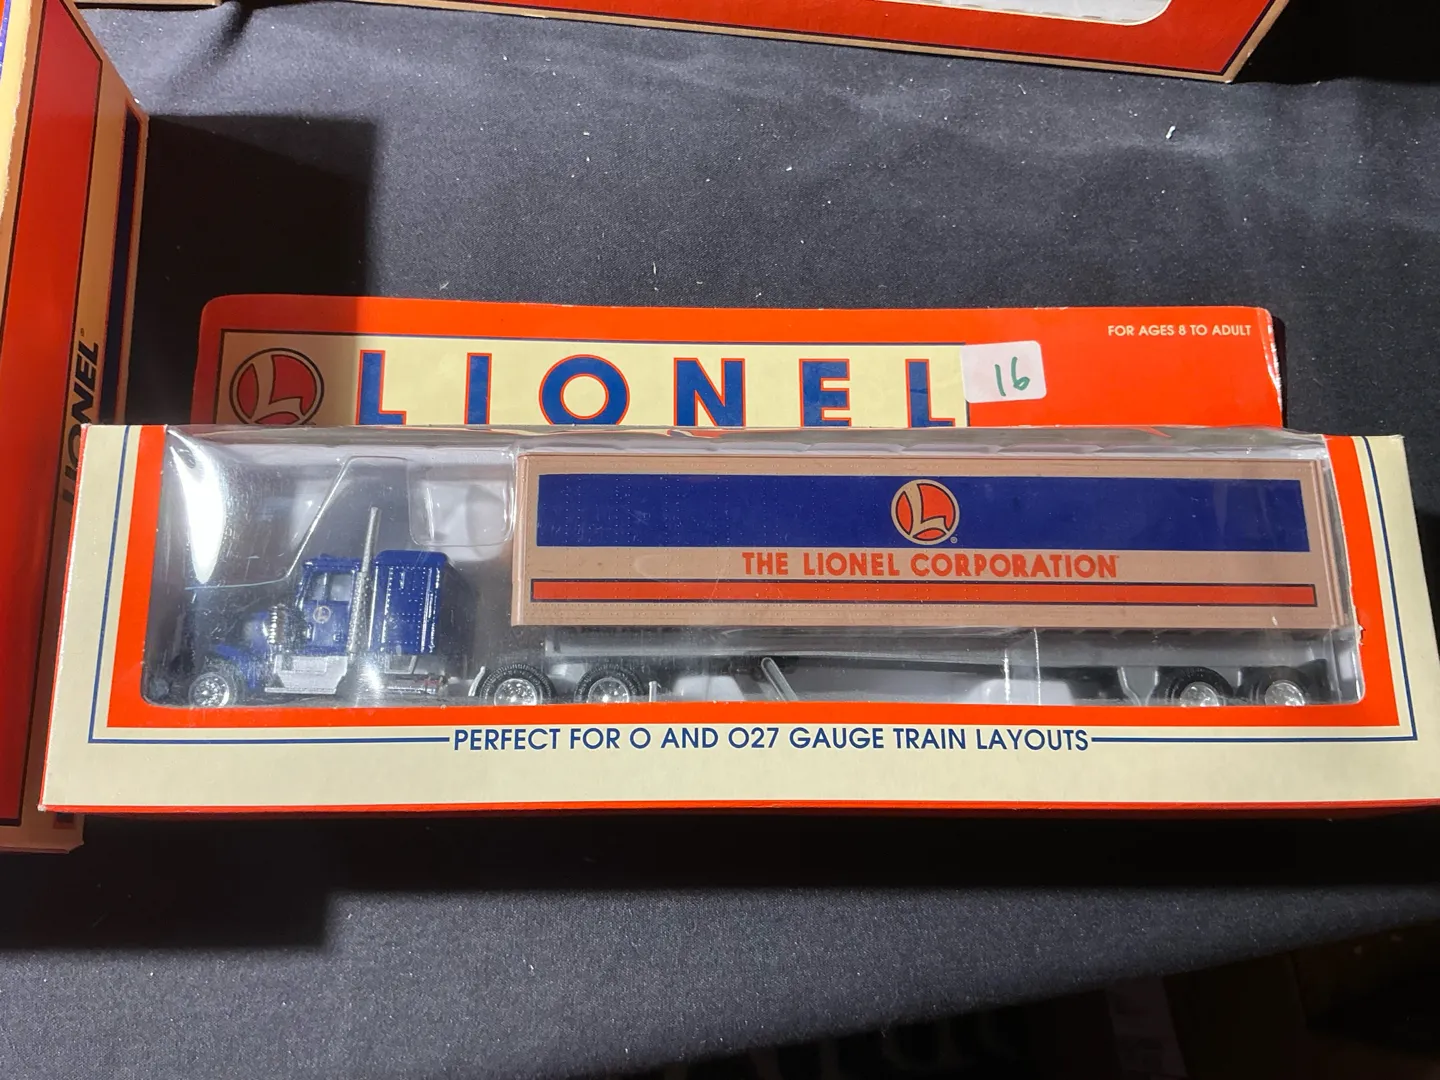 FOR AGES 8 TO ADULT
L LIONEL
16
LIONEL
L
THE LIONEL CORPORATION
PERFECT FOR O AND O27 GAUGE TRAIN LAYOUTS